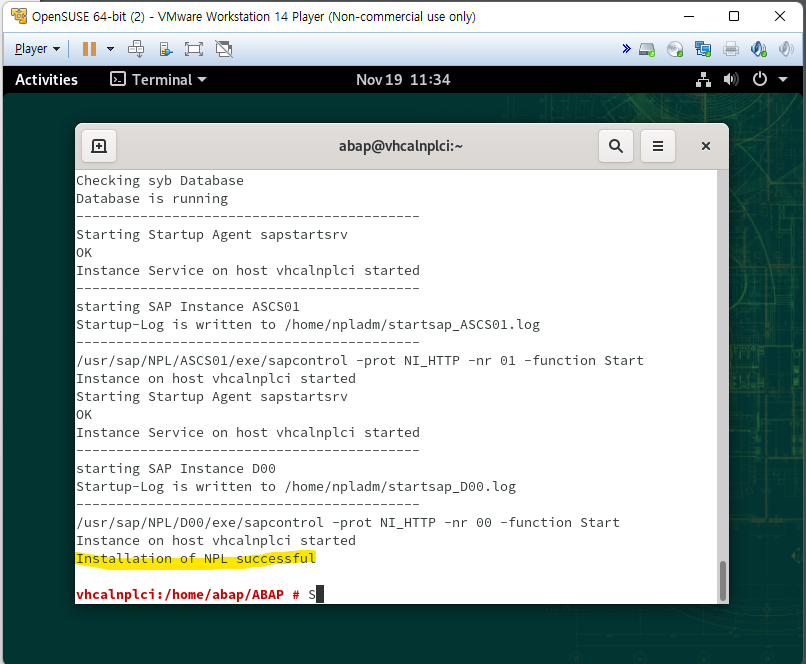 OpenSUSE 64-bit (2) - VMware Workstation 14 Player (Non-commercial use only)
Player
Activities Terminal Nov 19 11:34
abap@vhcalnplci:~
Checking syb Database
Database is running
-------------------------------------------
Starting Startup Agent sapstartsrv
OK
Instance Service on host vhcalnplci started
-------------------------------------------
starting SAP Instance ASCS01
Startup-Log is written to /home/npladm/startsap_ASCS01.log
-------------------------------------------
/usr/sap/NPL/ASCS01/exe/sapcontrol -prot NI_HTTP -nr 01 -function Start
Instance on host vhcalnplci started
Starting Startup Agent sapstartsrv
OK
Instance Service on host vhcalnplci started
-------------------------------------------
starting SAP Instance D00
Startup-Log is written to /home/npladm/startsap_D00.log
-------------------------------------------
/usr/sap/NPL/D00/exe/sapcontrol -prot NI_HTTP -nr 00 -function Start
Instance on host vhcalnplci started
Installation of NPL successful
vhcalnplci:/home/abap/ABAP # S